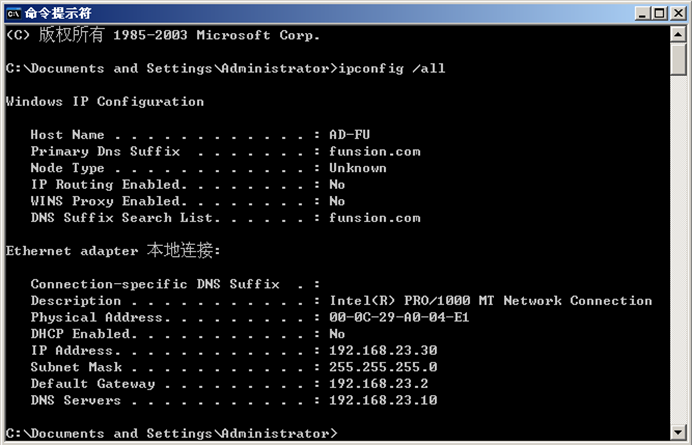 命令提示符
(C) 版权所有 1985-2003 Microsoft Corp.
C:\Documents and Settings\Administrator>ipconfig /all
Windows IP Configuration
Host Name . . . . . . . . . . . . : AD-FU
Primary Dns Suffix  . . . . . . . : funsion.com
Node Type . . . . . . . . . . . . : Unknown
IP Routing Enabled. . . . . . . . : No
WINS Proxy Enabled. . . . . . . . : No
DNS Suffix Search List. . . . . . : funsion.com
Ethernet adapter 本地连接:
Connection-specific DNS Suffix  . :
Description . . . . . . . . . . . : Intel(R) PRO/1000 MT Network Connection
Physical Address. . . . . . . . . : 00-0C-29-A0-04-E1
DHCP Enabled. . . . . . . . . . . : No
IP Address. . . . . . . . . . . . : 192.168.23.30
Subnet Mask . . . . . . . . . . . : 255.255.255.0
Default Gateway . . . . . . . . . : 192.168.23.2
DNS Servers . . . . . . . . . . . : 192.168.23.10
C:\Documents and Settings\Administrator>